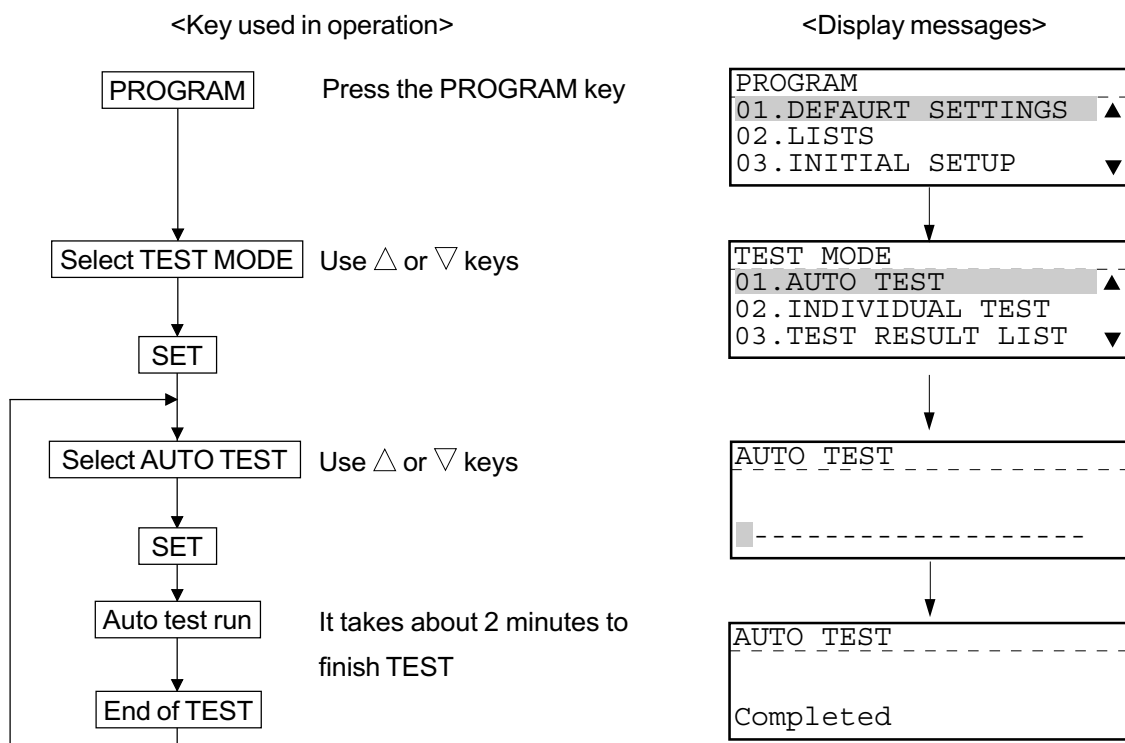 <Key used in operation>
PROGRAM
Press the PROGRAM key
Select TEST MODE
Use △ or ▽ keys
SET
Select AUTO TEST
Use △ or ▽ keys
SET
Auto test run
It takes about 2 minutes to
finish TEST
End of TEST
<Display messages>
PROGRAM
01.DEFAURT SETTINGS ▲
02.LISTS
03.INITIAL SETUP ▼
TEST MODE
01.AUTO TEST ▲
02.INDIVIDUAL TEST
03.TEST RESULT LIST ▼
AUTO TEST
AUTO TEST
Completed